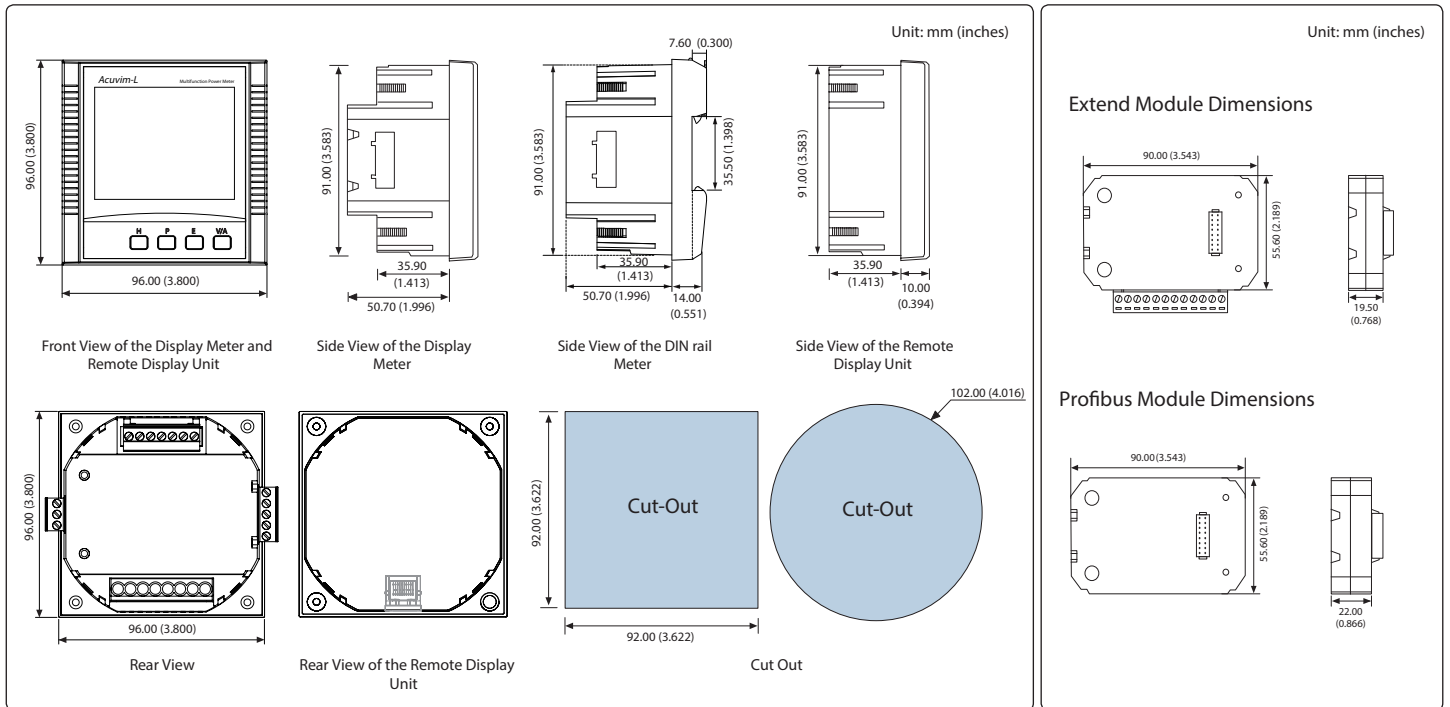 Unit: mm (inches)
96.00 (3.800)
Acuvim-L
Multifunction Power Meter
H P E V/A
96.00 (3.800)
Front View of the Display Meter and
Remote Display Unit
91.00 (3.583)
35.90
(1.413)
50.70 (1.996)
Side View of the Display
Meter
7.60 (0.300)
91.00 (3.583)
35.50 (1.398)
35.90
(1.413)
50.70 (1.996)
14.00
(0.551)
Side View of the DIN rail
Meter
91.00 (3.583)
35.90
(1.413)
10.00
(0.394)
Side View of the Remote
Display Unit
96.00 (3.800)
96.00 (3.800)
Rear View
Rear View of the Remote Display
Unit
92.00 (3.622)
Cut-Out
92.00 (3.622)
102.00 (4.016)
Cut-Out
Cut Out
Unit: mm (inches)
Extend Module Dimensions
90.00 (3.543)
55.60 (2.189)
19.50
(0.768)
Profibus Module Dimensions
90.00(3.543)
55.60 (2.189)
22.00
(0.866)